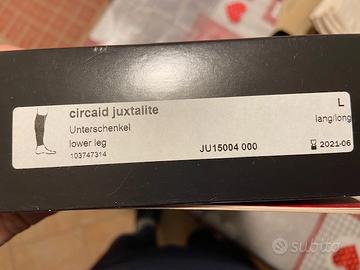 circaid juxtalite
L
Unterschenkel
lang/long
lower leg
103747314
JU15004 000
2021-06
subito